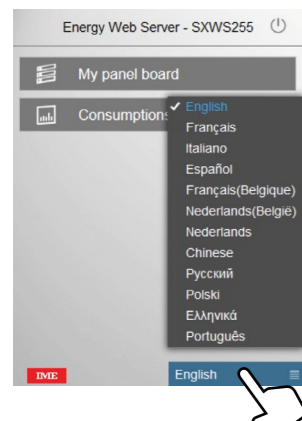 Energy Web Server - SXWS255
My panel board
Consumptions
✓ English
Français
Italiano
Español
Français(Belgique)
Nederlands(België)
Nederlands
Chinese
Русский
Polski
Ελληνικά
Português
IME
English